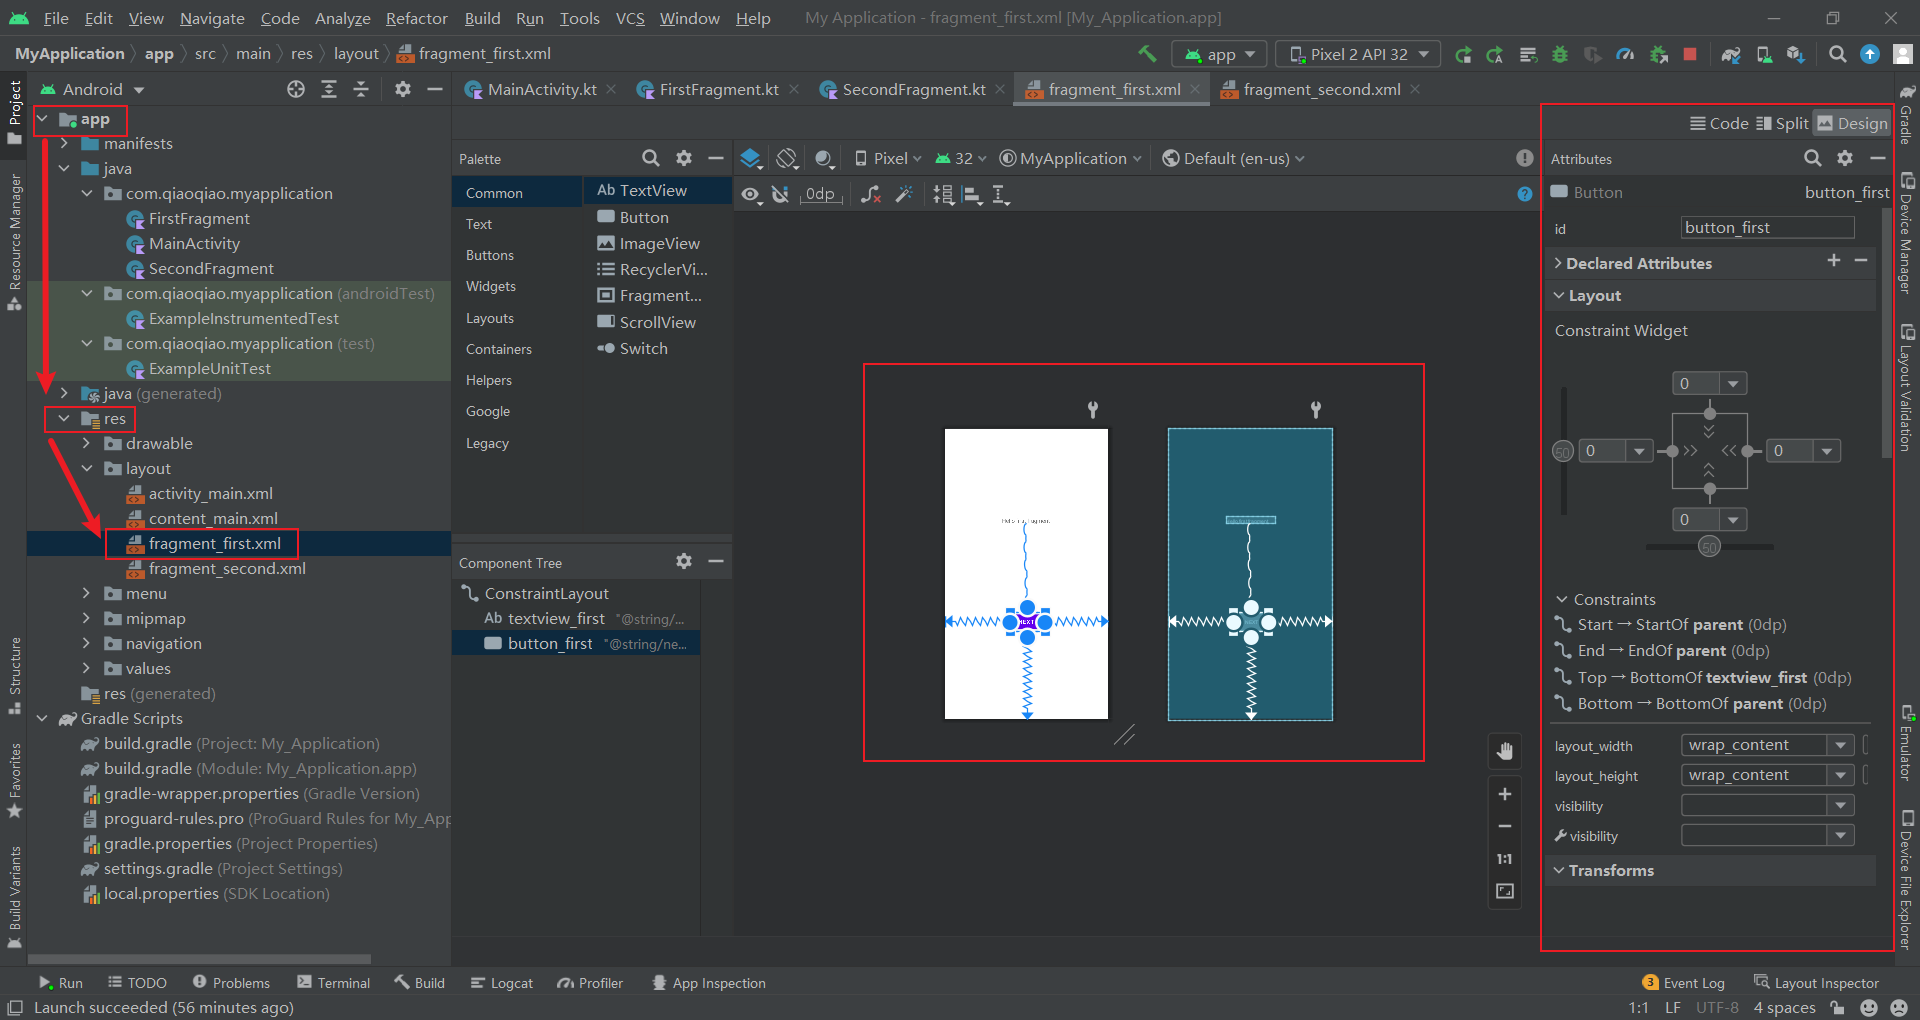 File Edit View Navigate Code Analyze Refactor Build Run Tools VCS Window Help My Application - fragment_first.xml [My_Application.app]
MyApplication app src main res layout fragment_first.xml app Pixel 2 API 32
Android MainActivity.kt FirstFragment.kt SecondFragment.kt fragment_first.xml fragment_second.xml
Project
Resource Manager
Structure
Favorites
Build Variants
app
manifests
java
com.qiaoqiao.myapplication
FirstFragment
MainActivity
SecondFragment
com.qiaoqiao.myapplication (androidTest)
ExampleInstrumentedTest
com.qiaoqiao.myapplication (test)
ExampleUnitTest
java (generated)
res
drawable
layout
activity_main.xml
content_main.xml
fragment_first.xml
fragment_second.xml
menu
mipmap
navigation
values
res (generated)
Gradle Scripts
build.gradle (Project: My_Application)
build.gradle (Module: My_Application.app)
gradle-wrapper.properties (Gradle Version)
proguard-rules.pro (ProGuard Rules for My_App
gradle.properties (Project Properties)
settings.gradle (Project Settings)
local.properties (SDK Location)
Palette
Common
Text
Buttons
Widgets
Layouts
Containers
Helpers
Google
Legacy
Ab TextView
Button
ImageView
RecyclerVi...
Fragment...
ScrollView
Switch
Component Tree
ConstraintLayout
Ab textview_first "@string/...
button_first "@string/ne...
Code Split Design
Pixel 32 MyApplication Default (en-us)
0dp
NEXT
1:1
Attributes
Button button_first
id button_first
Declared Attributes
Layout
Constraint Widget
0
50 0 0
0
50
Constraints
Start → StartOf parent (0dp)
End → EndOf parent (0dp)
Top → BottomOf textview_first (0dp)
Bottom → BottomOf parent (0dp)
layout_width wrap_content
layout_height wrap_content
visibility
visibility
Transforms
Gradle
Device Manager
Layout Validation
Emulator
Device File Explorer
Run TODO Problems Terminal Build Logcat Profiler App Inspection 3 Event Log Layout Inspector
Launch succeeded (56 minutes ago) 1:1 LF UTF-8 4 spaces